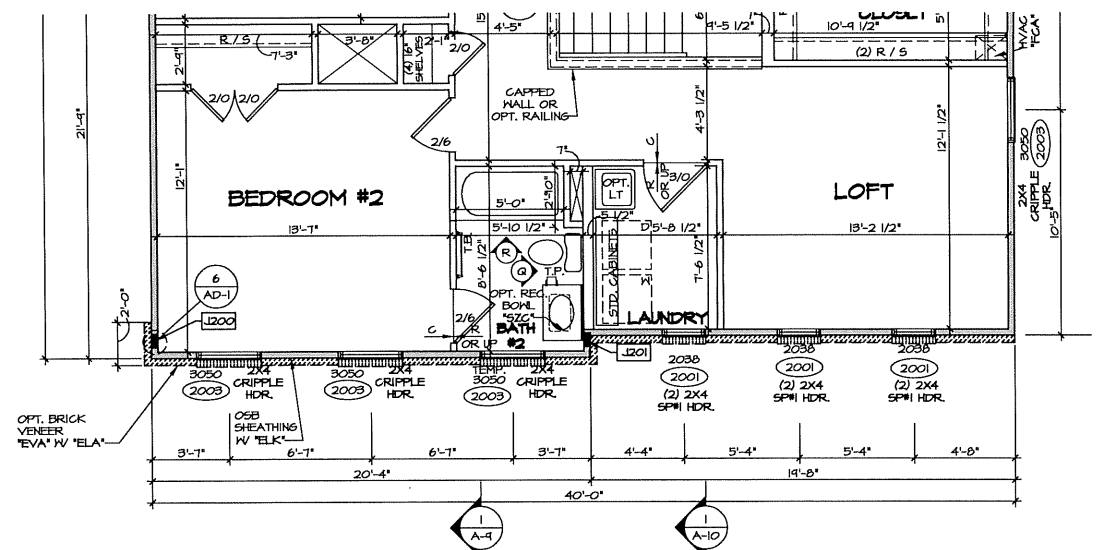 R / S
7'-3"
2'-9"
3'-8"
(4) 16"
SHELVES
2'-1"
2/0
4'-5"
9'-5 1/2"
10'-9 1/2"
CLOSET
(2) R / S
HVAC
"FCA"
21'-9"
2/0
2/0
2/6
CAPPED
WALL OR
OPT. RAILING
4'-3 1/2"
12'-1 1/2"
3050
2003
2X4
CRIPPLE
HDR.
10'-5"
12'-1"
BEDROOM #2
13'-7"
7"
2'-10"
5'-0"
5'-10 1/2"
5 1/2"
OPT.
LT
C
R
OR UP
3/0
LOFT
D
5'-8 1/2"
13'-2 1/2"
T.B.
8'-6 1/2"
R
Q
T.P.
STD. CABINETS
W
7'-6 1/2"
6
AD-1
J200
2'-0"
OPT. REC.
BOWL
"SZC"
BATH
#2
2/6
C
R
OR UP
LAUNDRY
J201
3050
2003
2X4
CRIPPLE
HDR.
3050
2003
2X4
CRIPPLE
HDR.
TEMP.
3050
2003
2X4
CRIPPLE
HDR.
2038
2001
(2) 2X4
SP#1 HDR.
2038
2001
(2) 2X4
SP#1 HDR.
2038
2001
(2) 2X4
SP#1 HDR.
OPT. BRICK
VENEER
"EVA" W/ "ELA"
OSB
SHEATHING
W/ "ELK"
3'-7"
6'-7"
6'-7"
3'-7"
4'-4"
5'-4"
5'-4"
4'-8"
20'-4"
19'-8"
40'-0"
1
A-9
1
A-10